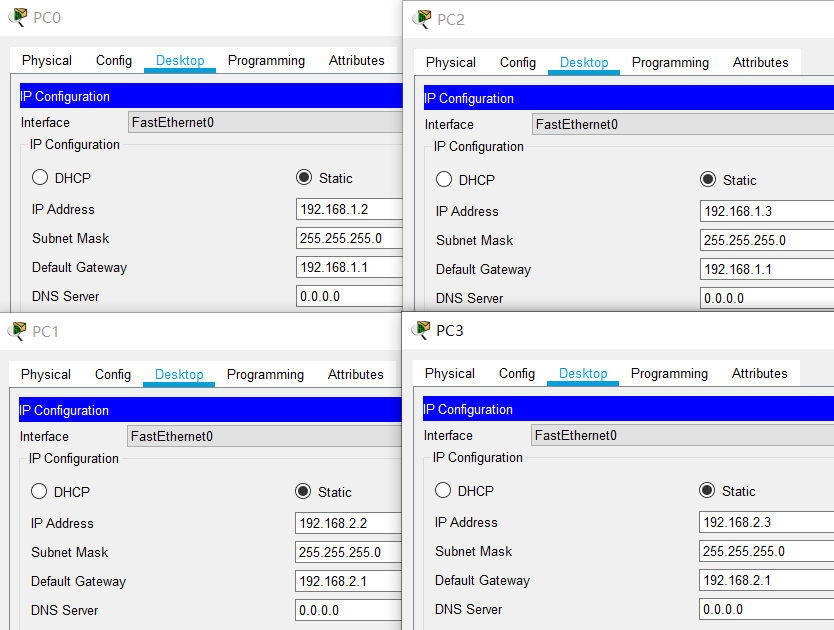 PC0
Physical Config Desktop Programming Attributes
IP Configuration
Interface FastEthernet0
IP Configuration
DHCP Static
IP Address 192.168.1.2
Subnet Mask 255.255.255.0
Default Gateway 192.168.1.1
DNS Server 0.0.0.0
PC2
Physical Config Desktop Programming Attributes
IP Configuration
Interface FastEthernet0
IP Configuration
DHCP Static
IP Address 192.168.1.3
Subnet Mask 255.255.255.0
Default Gateway 192.168.1.1
DNS Server 0.0.0.0
PC1
Physical Config Desktop Programming Attributes
IP Configuration
Interface FastEthernet0
IP Configuration
DHCP Static
IP Address 192.168.2.2
Subnet Mask 255.255.255.0
Default Gateway 192.168.2.1
DNS Server 0.0.0.0
PC3
Physical Config Desktop Programming Attributes
IP Configuration
Interface FastEthernet0
IP Configuration
DHCP Static
IP Address 192.168.2.3
Subnet Mask 255.255.255.0
Default Gateway 192.168.2.1
DNS Server 0.0.0.0